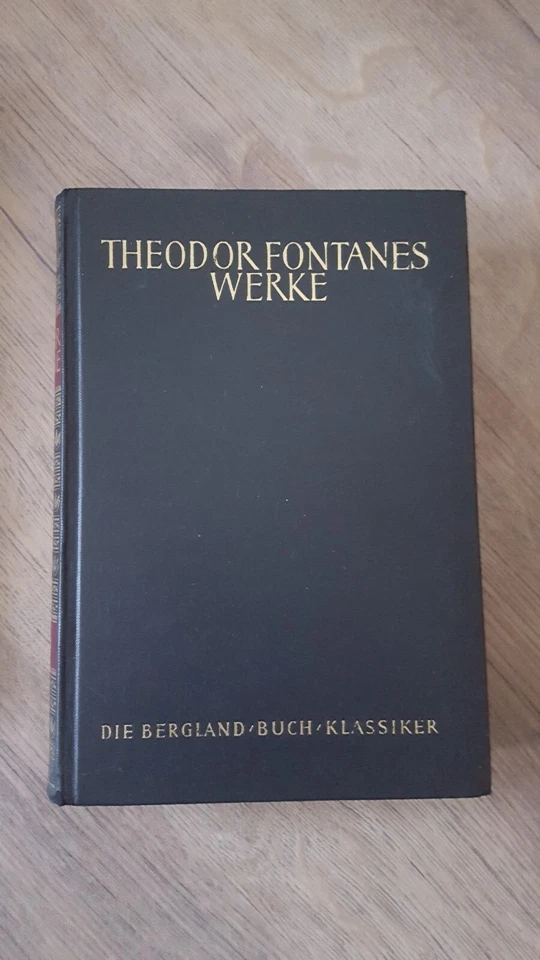 THEODOR FONTANES
WERKE
DIE BERGLAND/BUCH/KLASSIKER